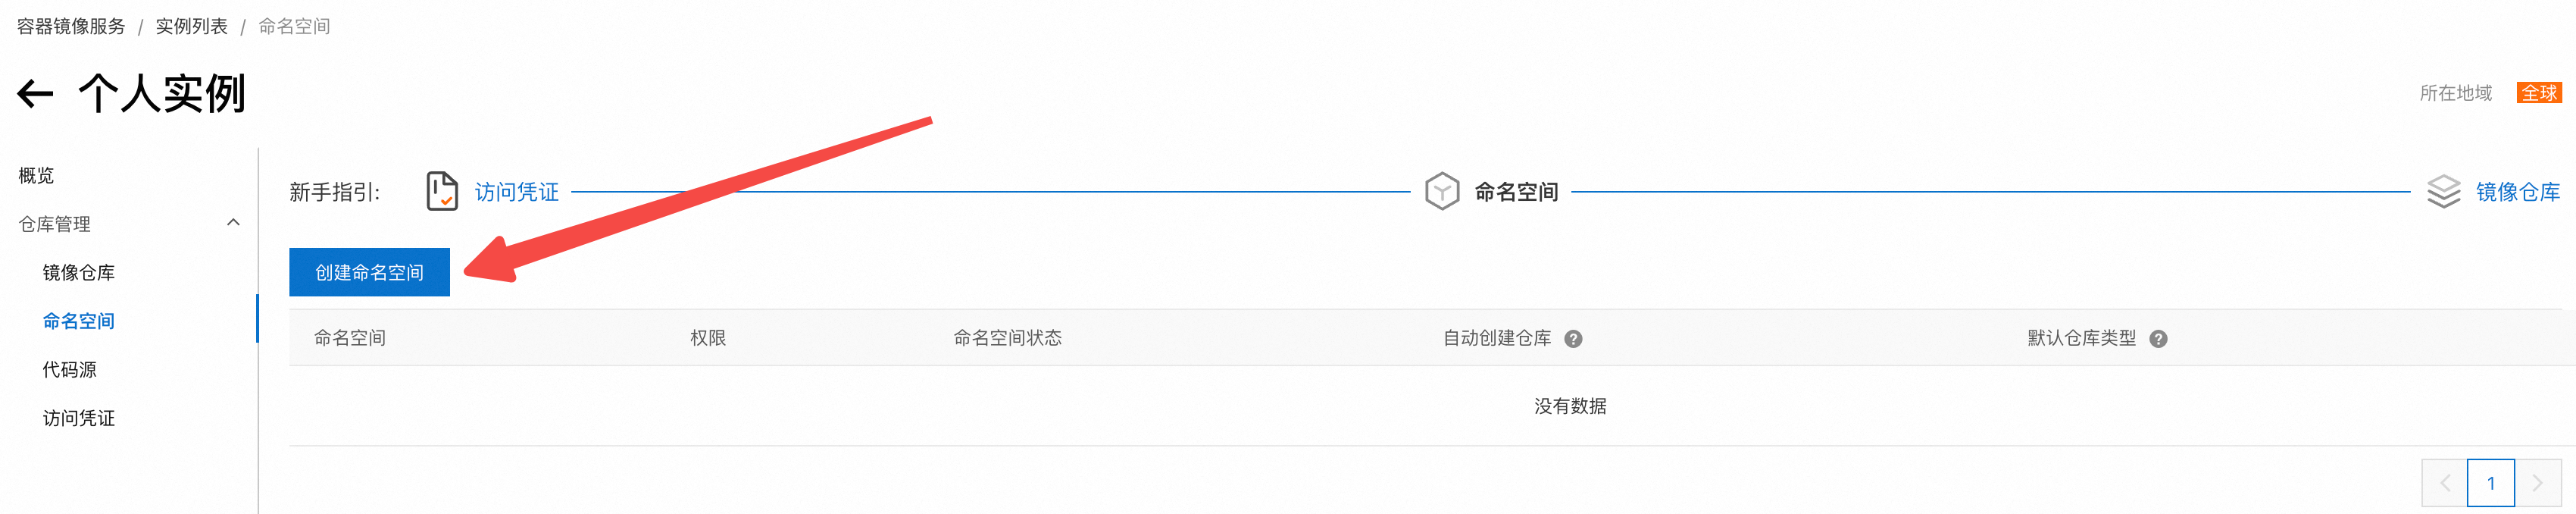 容器镜像服务 / 实例列表 / 命名空间
个人实例
所在地域 全球
概览
仓库管理
镜像仓库
命名空间
代码源
访问凭证
新手指引: 访问凭证 命名空间 镜像仓库
创建命名空间
命名空间 权限 命名空间状态 自动创建仓库 ? 默认仓库类型 ?
没有数据
1